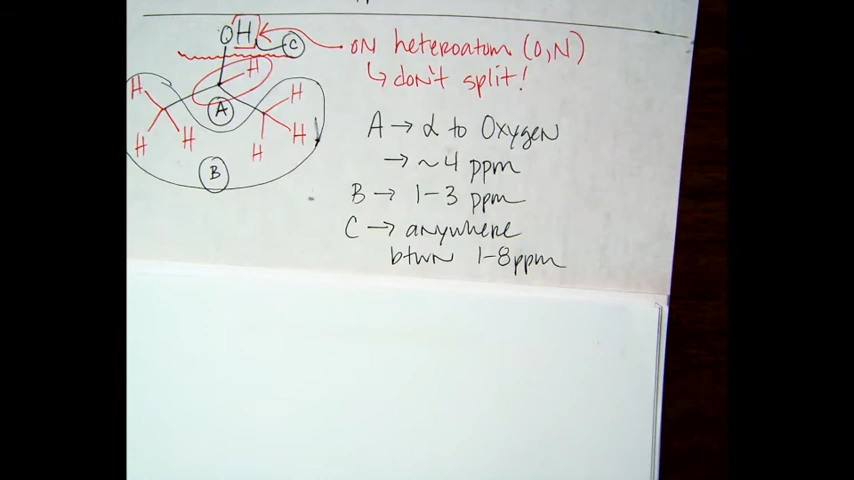 OH
C
on heteroatom (O,N)
↳ don't split!
H
H
H
A
H
H
H
H
B
A → α to Oxygen
→ ~4 ppm
B → 1-3 ppm
C → anywhere
btwn 1-8 ppm